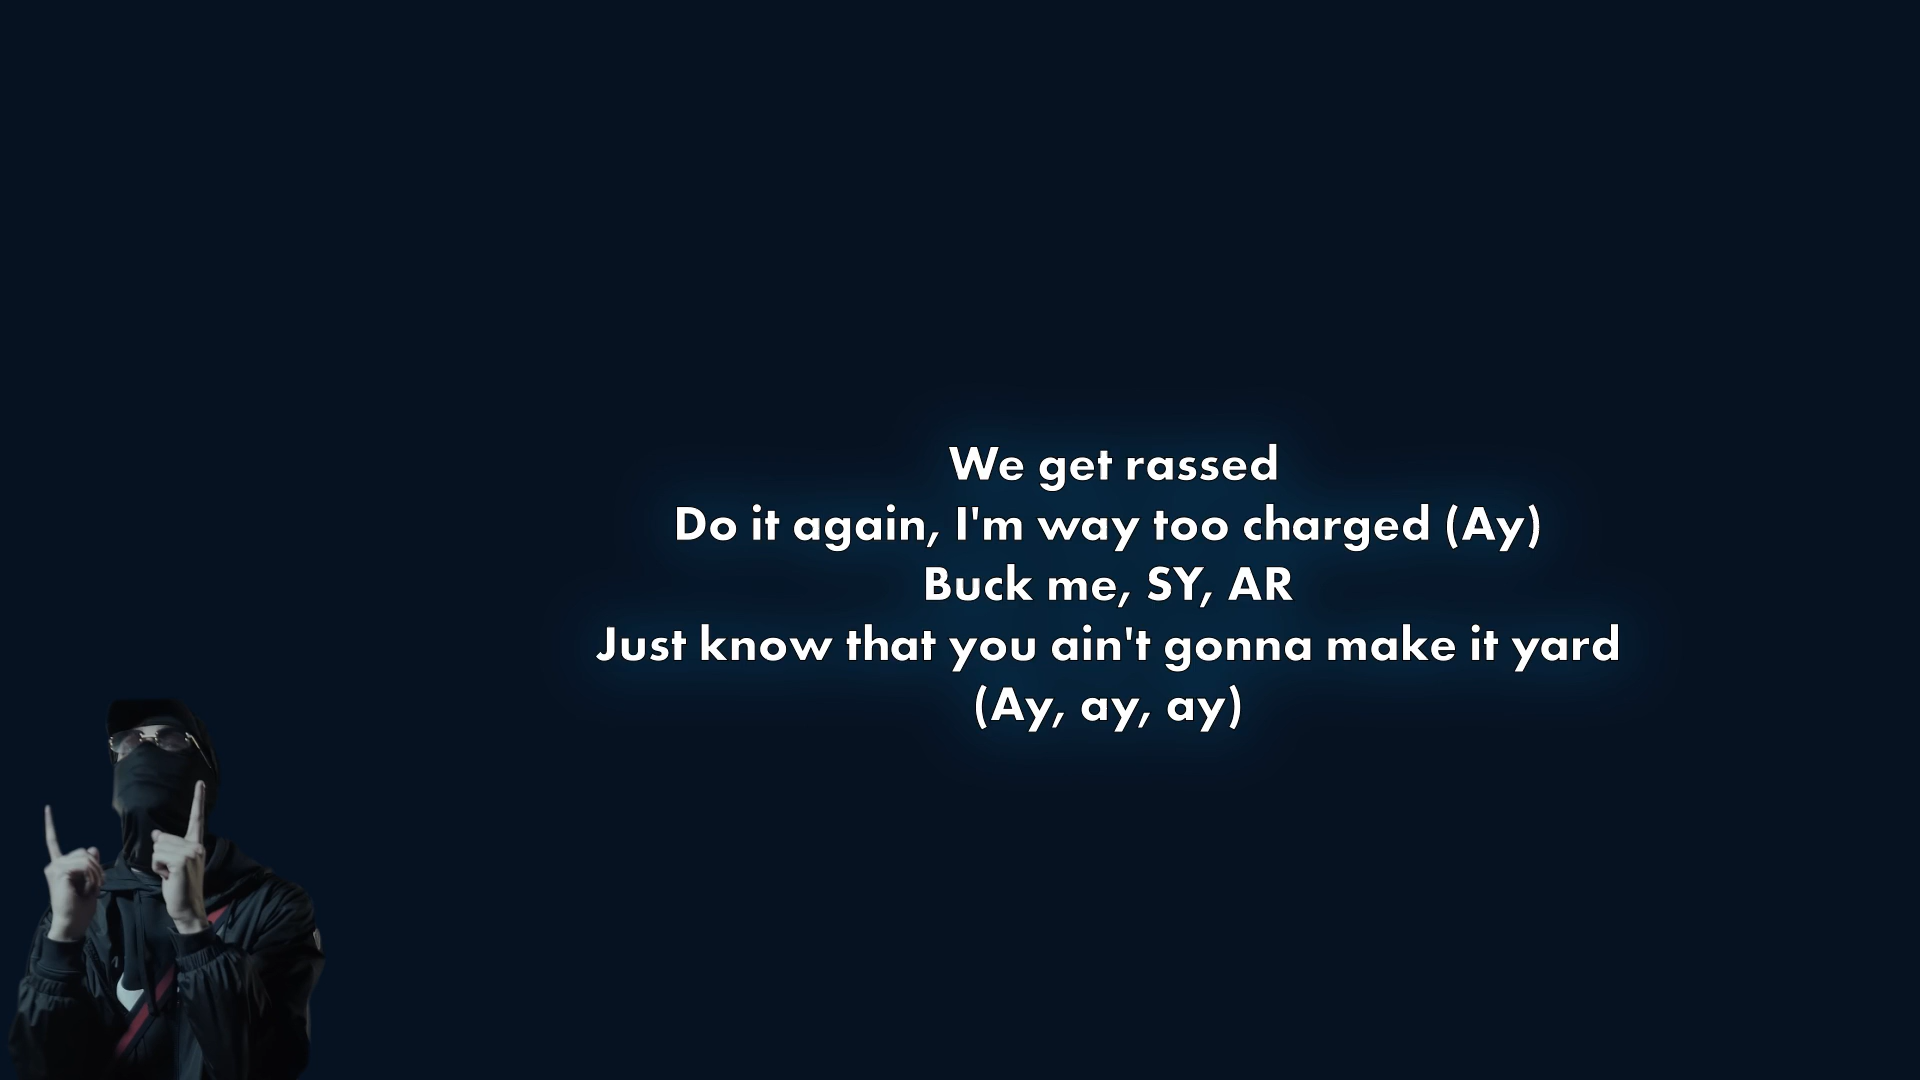 We get rassed
Do it again, I'm way too charged (Ay)
Buck me, SY, AR
Just know that you ain't gonna make it yard
(Ay, ay, ay)